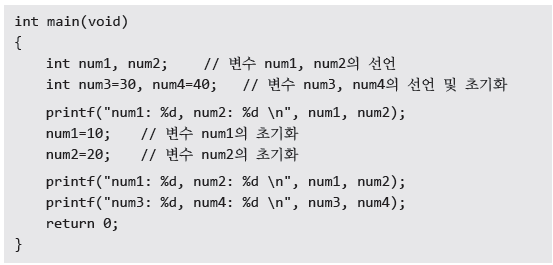 int main(void)
{
    int num1, num2;    // 변수 num1, num2의 선언
    int num3=30, num4=40;   // 변수 num3, num4의 선언 및 초기화
    printf("num1: %d, num2: %d \n", num1, num2);
    num1=10;    // 변수 num1의 초기화
    num2=20;    // 변수 num2의 초기화
    printf("num1: %d, num2: %d \n", num1, num2);
    printf("num3: %d, num4: %d \n", num3, num4);
    return 0;
}